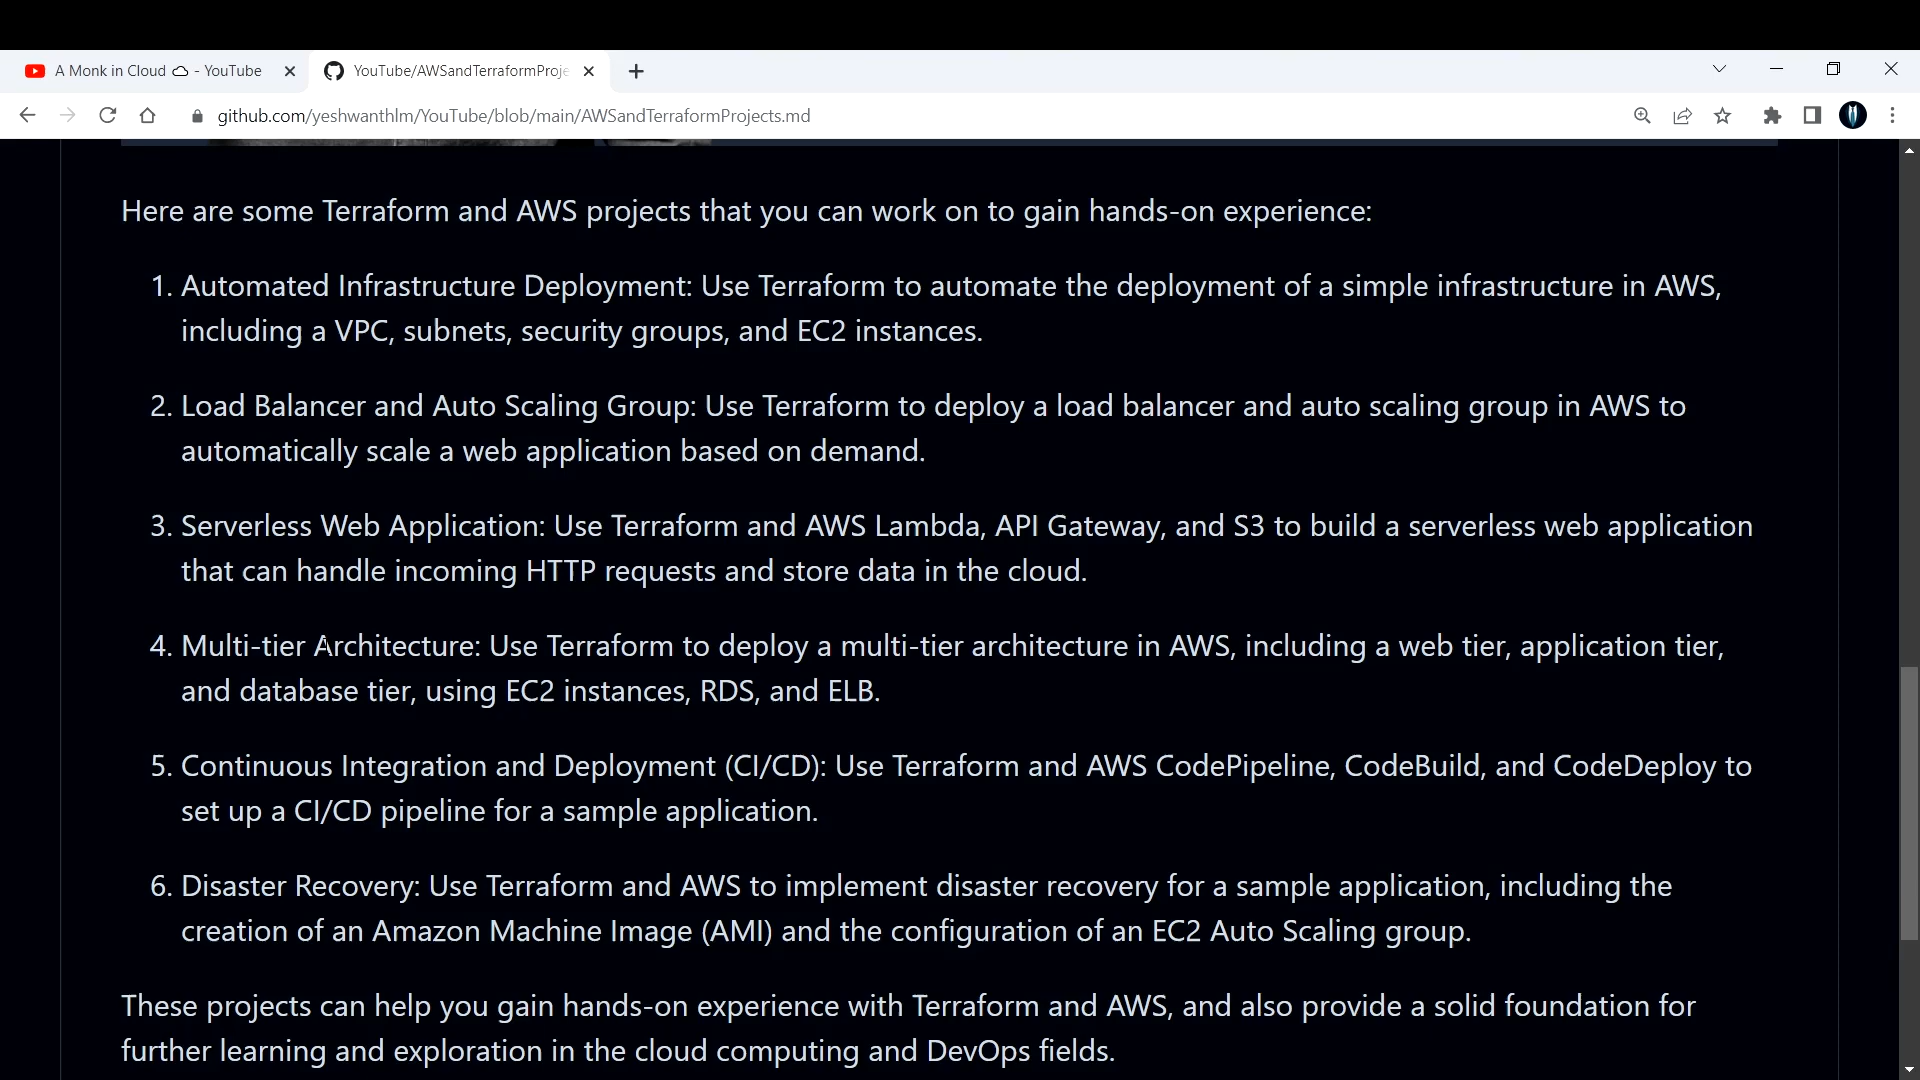 A Monk in Cloud - YouTube
YouTube/AWSandTerraformProje
github.com/yeshwanthlm/YouTube/blob/main/AWSandTerraformProjects.md
Here are some Terraform and AWS projects that you can work on to gain hands-on experience:
1. Automated Infrastructure Deployment: Use Terraform to automate the deployment of a simple infrastructure in AWS,
including a VPC, subnets, security groups, and EC2 instances.
2. Load Balancer and Auto Scaling Group: Use Terraform to deploy a load balancer and auto scaling group in AWS to
automatically scale a web application based on demand.
3. Serverless Web Application: Use Terraform and AWS Lambda, API Gateway, and S3 to build a serverless web application
that can handle incoming HTTP requests and store data in the cloud.
4. Multi-tier Architecture: Use Terraform to deploy a multi-tier architecture in AWS, including a web tier, application tier,
and database tier, using EC2 instances, RDS, and ELB.
5. Continuous Integration and Deployment (CI/CD): Use Terraform and AWS CodePipeline, CodeBuild, and CodeDeploy to
set up a CI/CD pipeline for a sample application.
6. Disaster Recovery: Use Terraform and AWS to implement disaster recovery for a sample application, including the
creation of an Amazon Machine Image (AMI) and the configuration of an EC2 Auto Scaling group.
These projects can help you gain hands-on experience with Terraform and AWS, and also provide a solid foundation for
further learning and exploration in the cloud computing and DevOps fields.